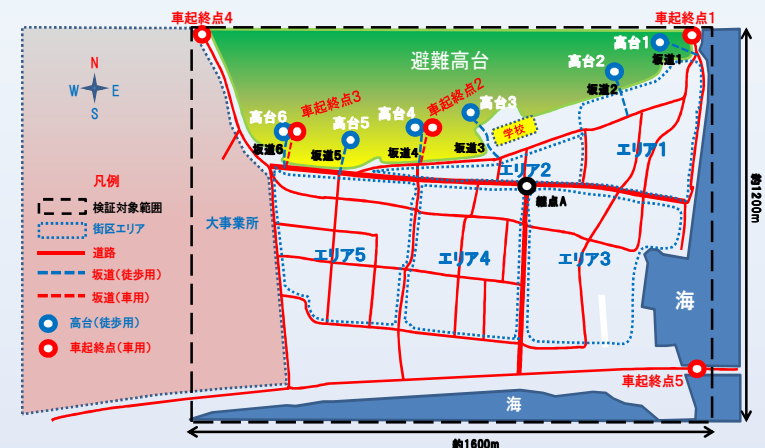 車起終点4
車起終点1
高台1
坂道1
避難高台
高台2
坂道2
N
W E
S
車起終点2
車起終点3
高台3
高台4
高台6
高台5
学校
坂道3
坂道4
坂道5
坂道6
エリア1
エリア2
凡例
検証対象範囲
街区エリア
道路
坂道(徒歩用)
坂道(車用)
高台(徒歩用)
車起終点(車用)
大事業所
エリア5
エリア4
エリア3
海
車起終点5
海
約1200m
約1600m